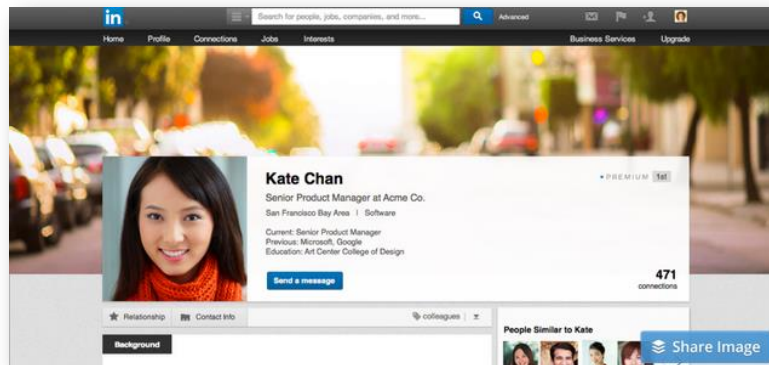 in
Search for people, jobs, companies, and more...
Advanced
Home Profile Connections Jobs Interests Business Services Upgrade
Kate Chan
PREMIUM 1st
Senior Product Manager at Acme Co.
San Francisco Bay Area | Software
Current: Senior Product Manager
Previous: Microsoft, Google
Education: Art Center College of Design
Send a message
471
connections
Relationship Contact Info colleagues
People Similar to Kate
Background
Share Image